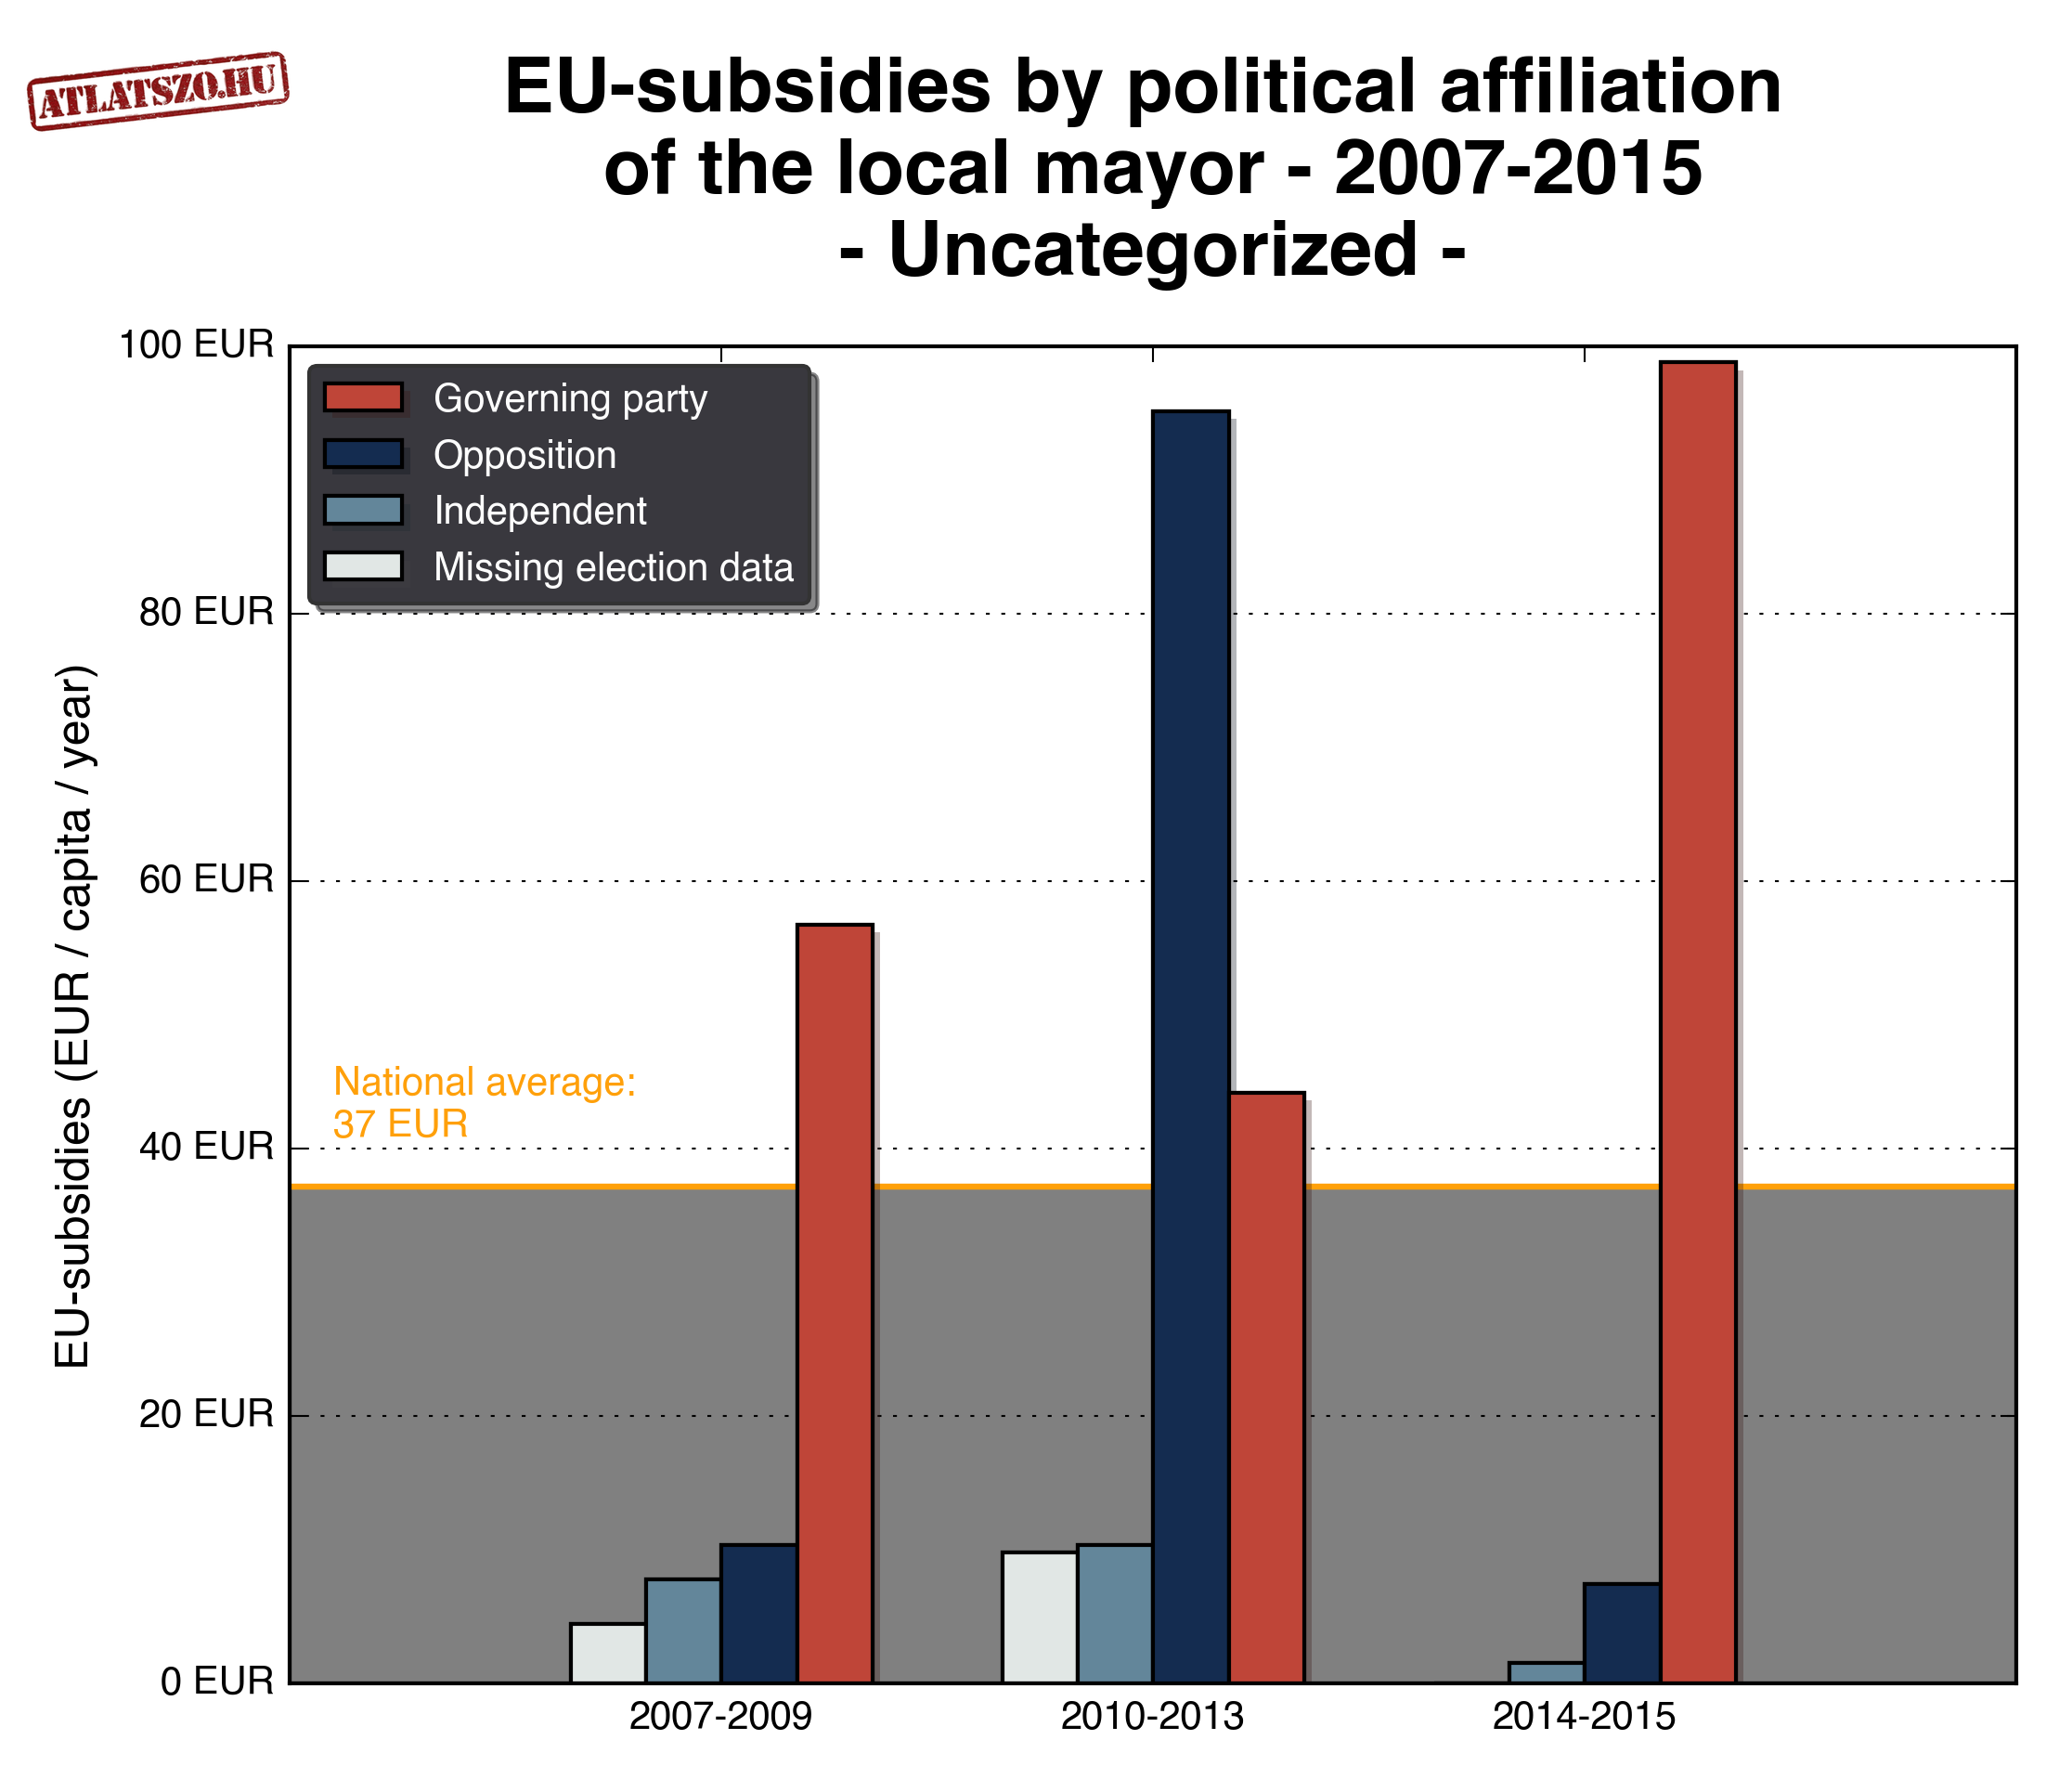 ATLATSZO.HU
EU-subsidies by political affiliation
of the local mayor - 2007-2015
- Uncategorized -
100 EUR
80 EUR
60 EUR
40 EUR
20 EUR
0 EUR
EU-subsidies (EUR / capita / year)
Governing party
Opposition
Independent
Missing election data
National average:
37 EUR
2007-2009
2010-2013
2014-2015